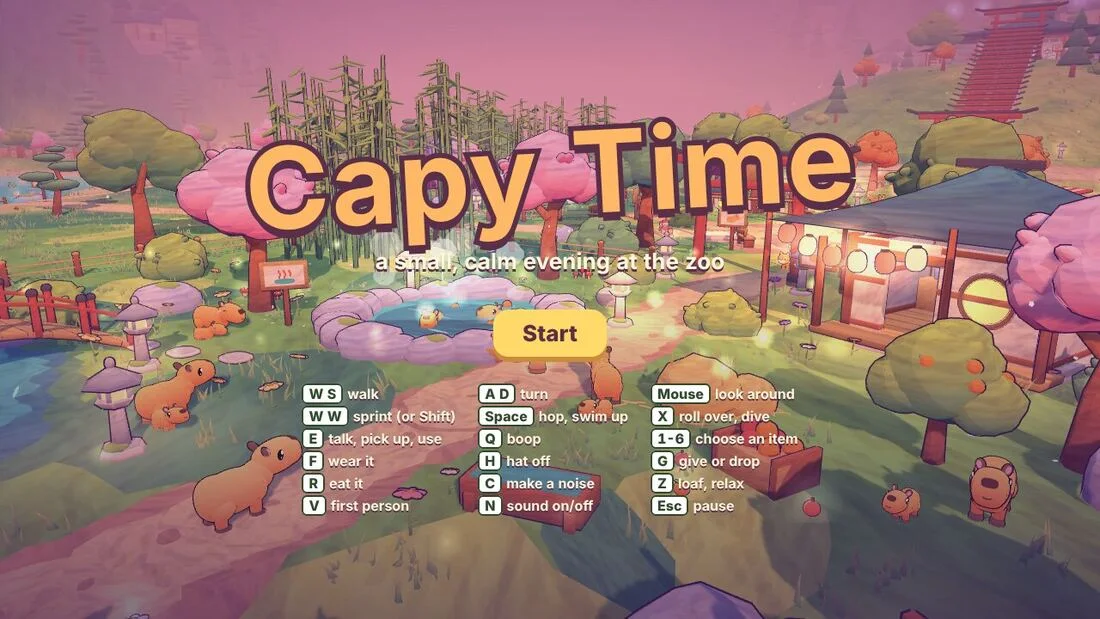 Capy Time
a small, calm evening at the zoo
Start
W S walk
A D turn
Mouse look around
W W sprint (or Shift)
Space hop, swim up
X roll over, dive
E talk, pick up, use
Q boop
1-6 choose an item
F wear it
H hat off
G give or drop
R eat it
C make a noise
Z loaf, relax
V first person
N sound on/off
Esc pause